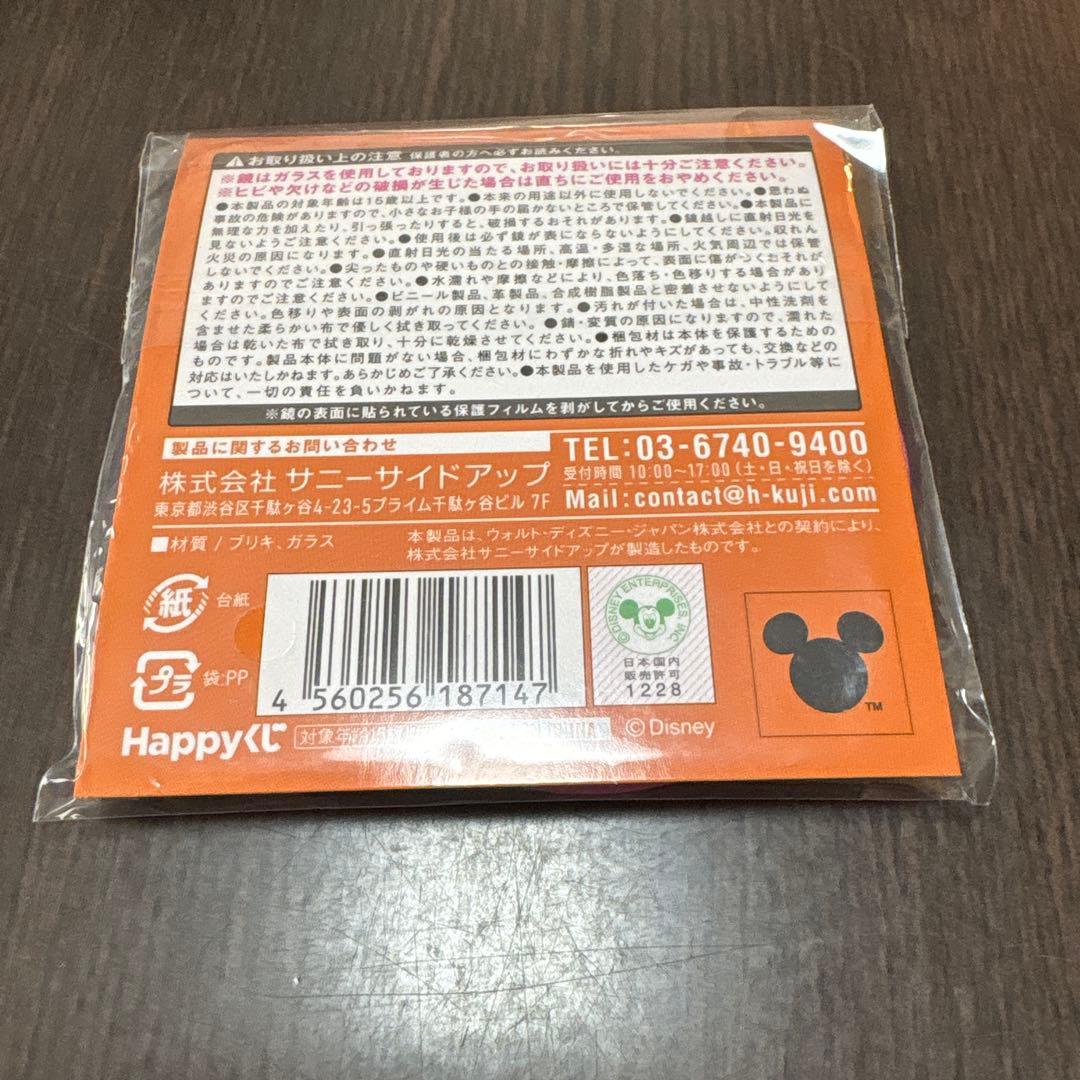 お取り扱い上の注意 保護者の方へ必ずお読みください。
※鏡はガラスを使用しておりますので、お取り扱いには十分ご注意ください。
※ヒビや欠けなどの破損が生じた場合は直ちにご使用をおやめください。
●本製品の対象年齢は15歳以上です。●本来の用途以外に使用しないでください。●思わぬ
事故の危険がありますので、小さなお子様の手の届かないところで保管してください。●本製品に
無理な力を加えたり、引っ張ったりすると、破損するおそれがあります。●鏡越しに直射日光を
見ないようご注意ください。●使用後は必ず鏡が表にならないようにしてください。収れん
火災の原因になります。●直射日光の当たる場所、高温・多湿な場所、火気周辺では保管
しないでください。●尖ったものや硬いものとの接触・摩擦によって、表面に傷がつくおそれが
ありますのでご注意ください。●水濡れや摩擦などにより、色落ち・色移りする場合があり
ますのでご注意ください。●ビニール製品、革製品、合成樹脂製品と密着させないようにして
ください。色移りや表面の剥がれの原因となります。●汚れが付いた場合は、中性洗剤を
含ませた柔らかい布で優しく拭き取ってください。●錆・変質の原因になりますので、濡れた
場合は乾いた布で拭き取り、十分に乾燥させてください。●梱包材は本体を保護するための
ものです。製品本体に問題がない場合、梱包材にわずかな折れやキズがあっても、交換などの
対応はいたしかねます。あらかじめご了承ください。●本製品を使用したケガや事故・トラブル等に
ついて、一切の責任を負いかねます。
※鏡の表面に貼られている保護フィルムを剥がしてからご使用ください。
製品に関するお問い合わせ
株式会社 サニーサイドアップ
東京都渋谷区千駄ヶ谷4-23-5プライム千駄ヶ谷ビル 7F
TEL:03-6740-9400
受付時間 10:00〜17:00(土・日・祝日を除く)
Mail:contact@h-kuji.com
■材質 / ブリキ、ガラス
本製品は、ウォルト・ディズニー・ジャパン株式会社との契約により、
株式会社サニーサイドアップが製造したものです。
紙 台紙
プラ 袋:PP
4 560256 187147
©DISNEY ENTERPRISES INC.
日本国内
販売許可
1228
TM
Happyくじ
対象年齢
©Disney